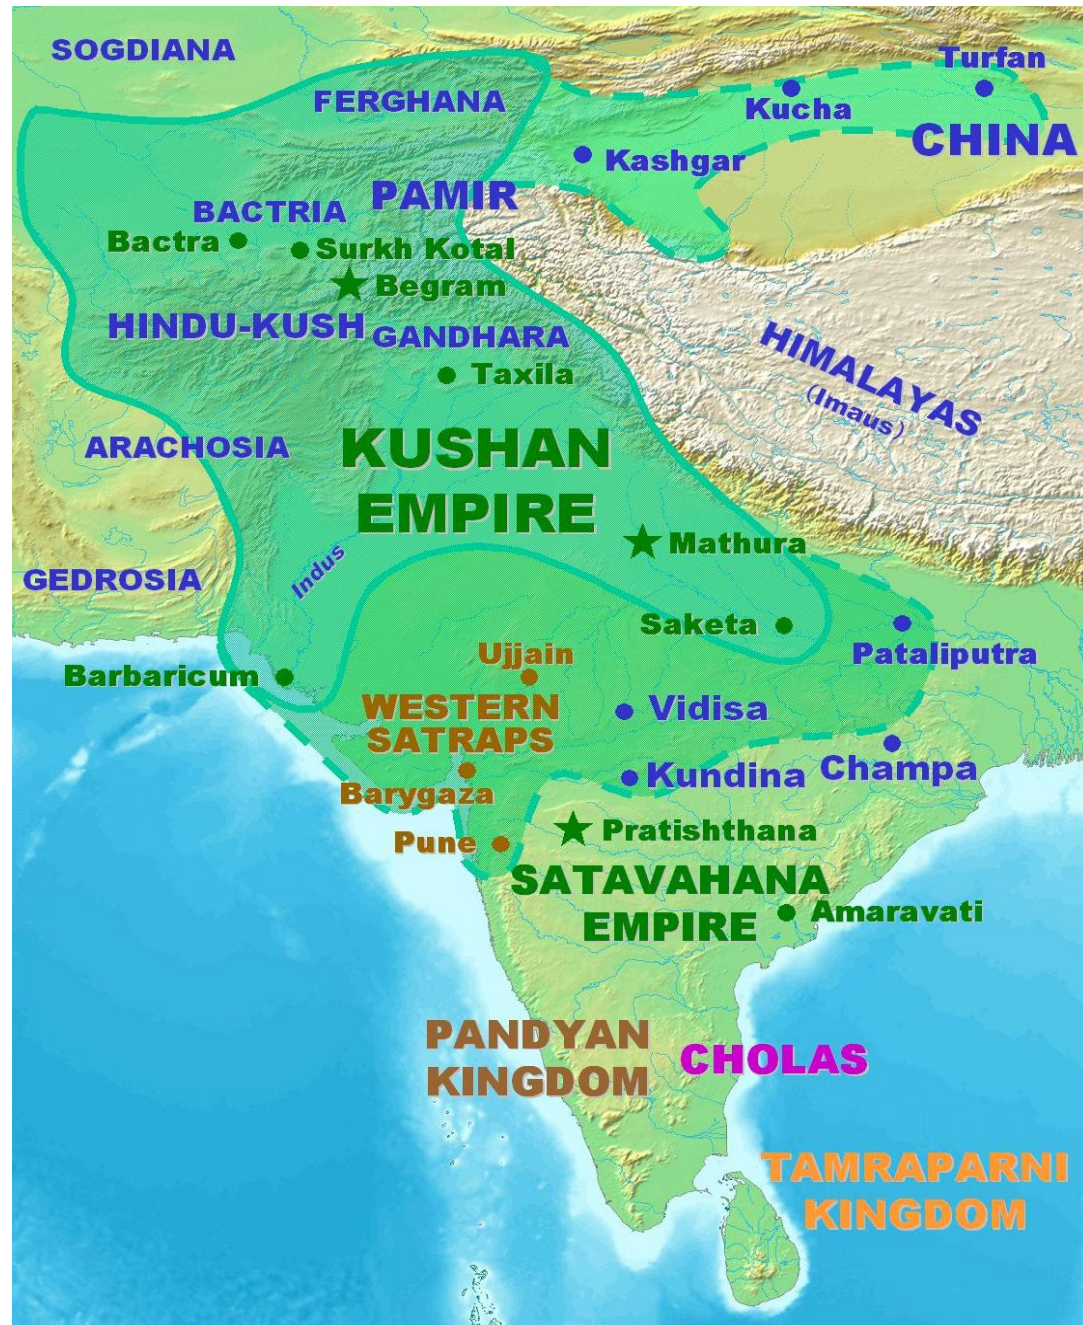 SOGDIANA
Turfan
Kucha
FERGHANA
CHINA
Kashgar
PAMIR
BACTRIA
Bactra
Surkh Kotal
Begram
HINDU-KUSH
GANDHARA
Taxila
HIMALAYAS
(Imaus)
ARACHOSIA
KUSHAN
EMPIRE
Mathura
GEDROSIA
Indus
Saketa
Pataliputra
Ujjain
Barbaricum
WESTERN
SATRAPS
Vidisa
Kundina
Champa
Barygaza
Pune
Pratishthana
SATAVAHANA
EMPIRE
Amaravati
PANDYAN
KINGDOM
CHOLAS
TAMRAPARNI
KINGDOM